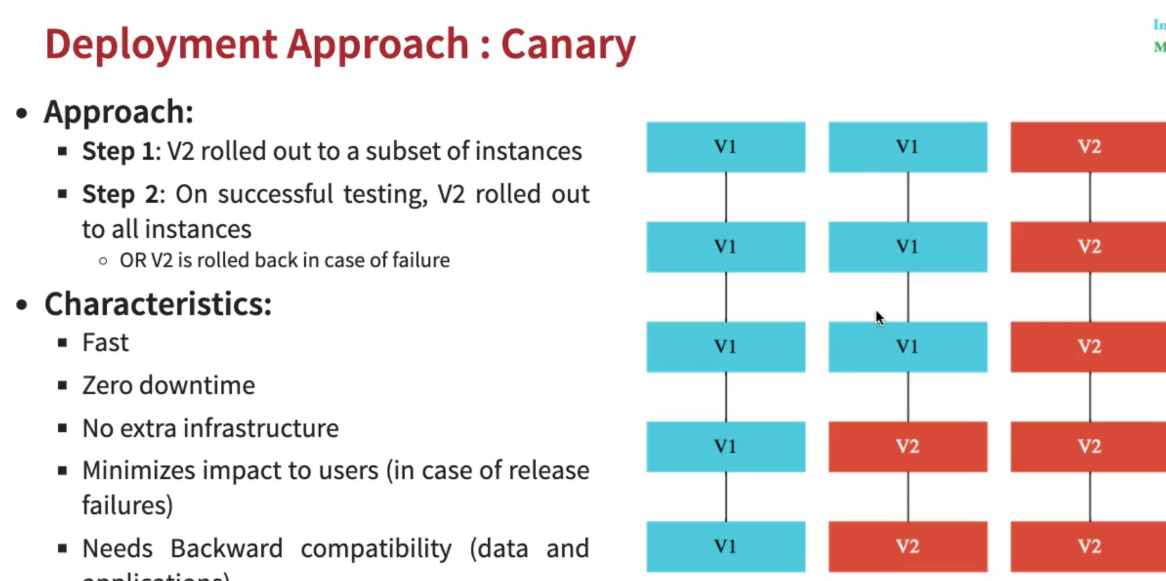 Deployment Approach : Canary
In
M
• Approach:
▪ Step 1: V2 rolled out to a subset of instances
▪ Step 2: On successful testing, V2 rolled out
to all instances
◦ OR V2 is rolled back in case of failure
• Characteristics:
▪ Fast
▪ Zero downtime
▪ No extra infrastructure
▪ Minimizes impact to users (in case of release
failures)
▪ Needs Backward compatibility (data and
applications)
V1 V1 V2
V1 V1 V2
V1 V1 V2
V1 V2 V2
V1 V2 V2